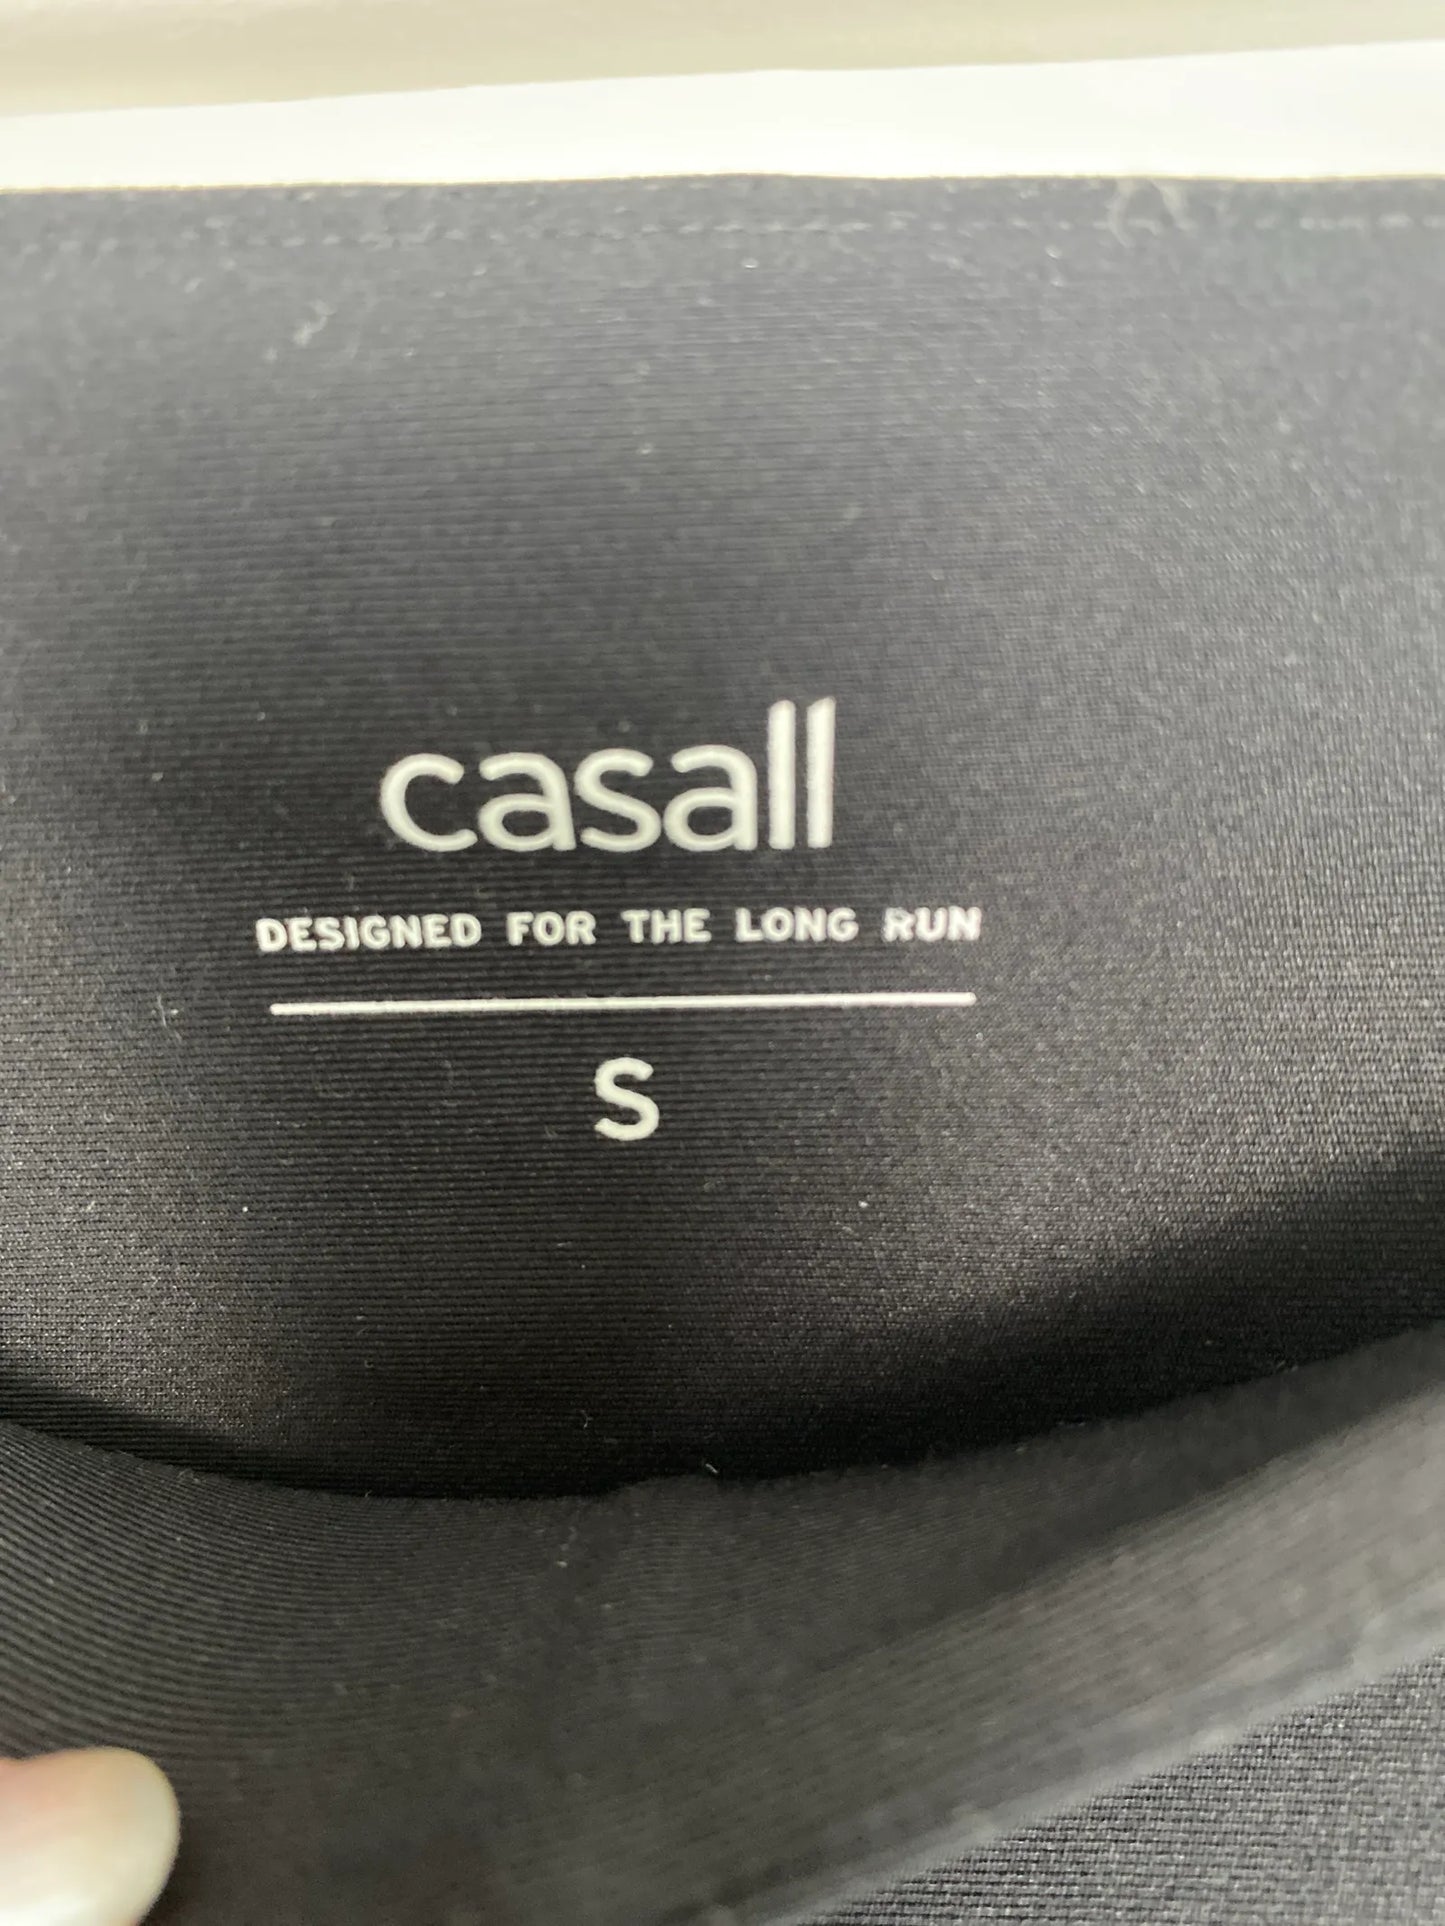 casall
DESIGNED FOR THE LONG RUN
S